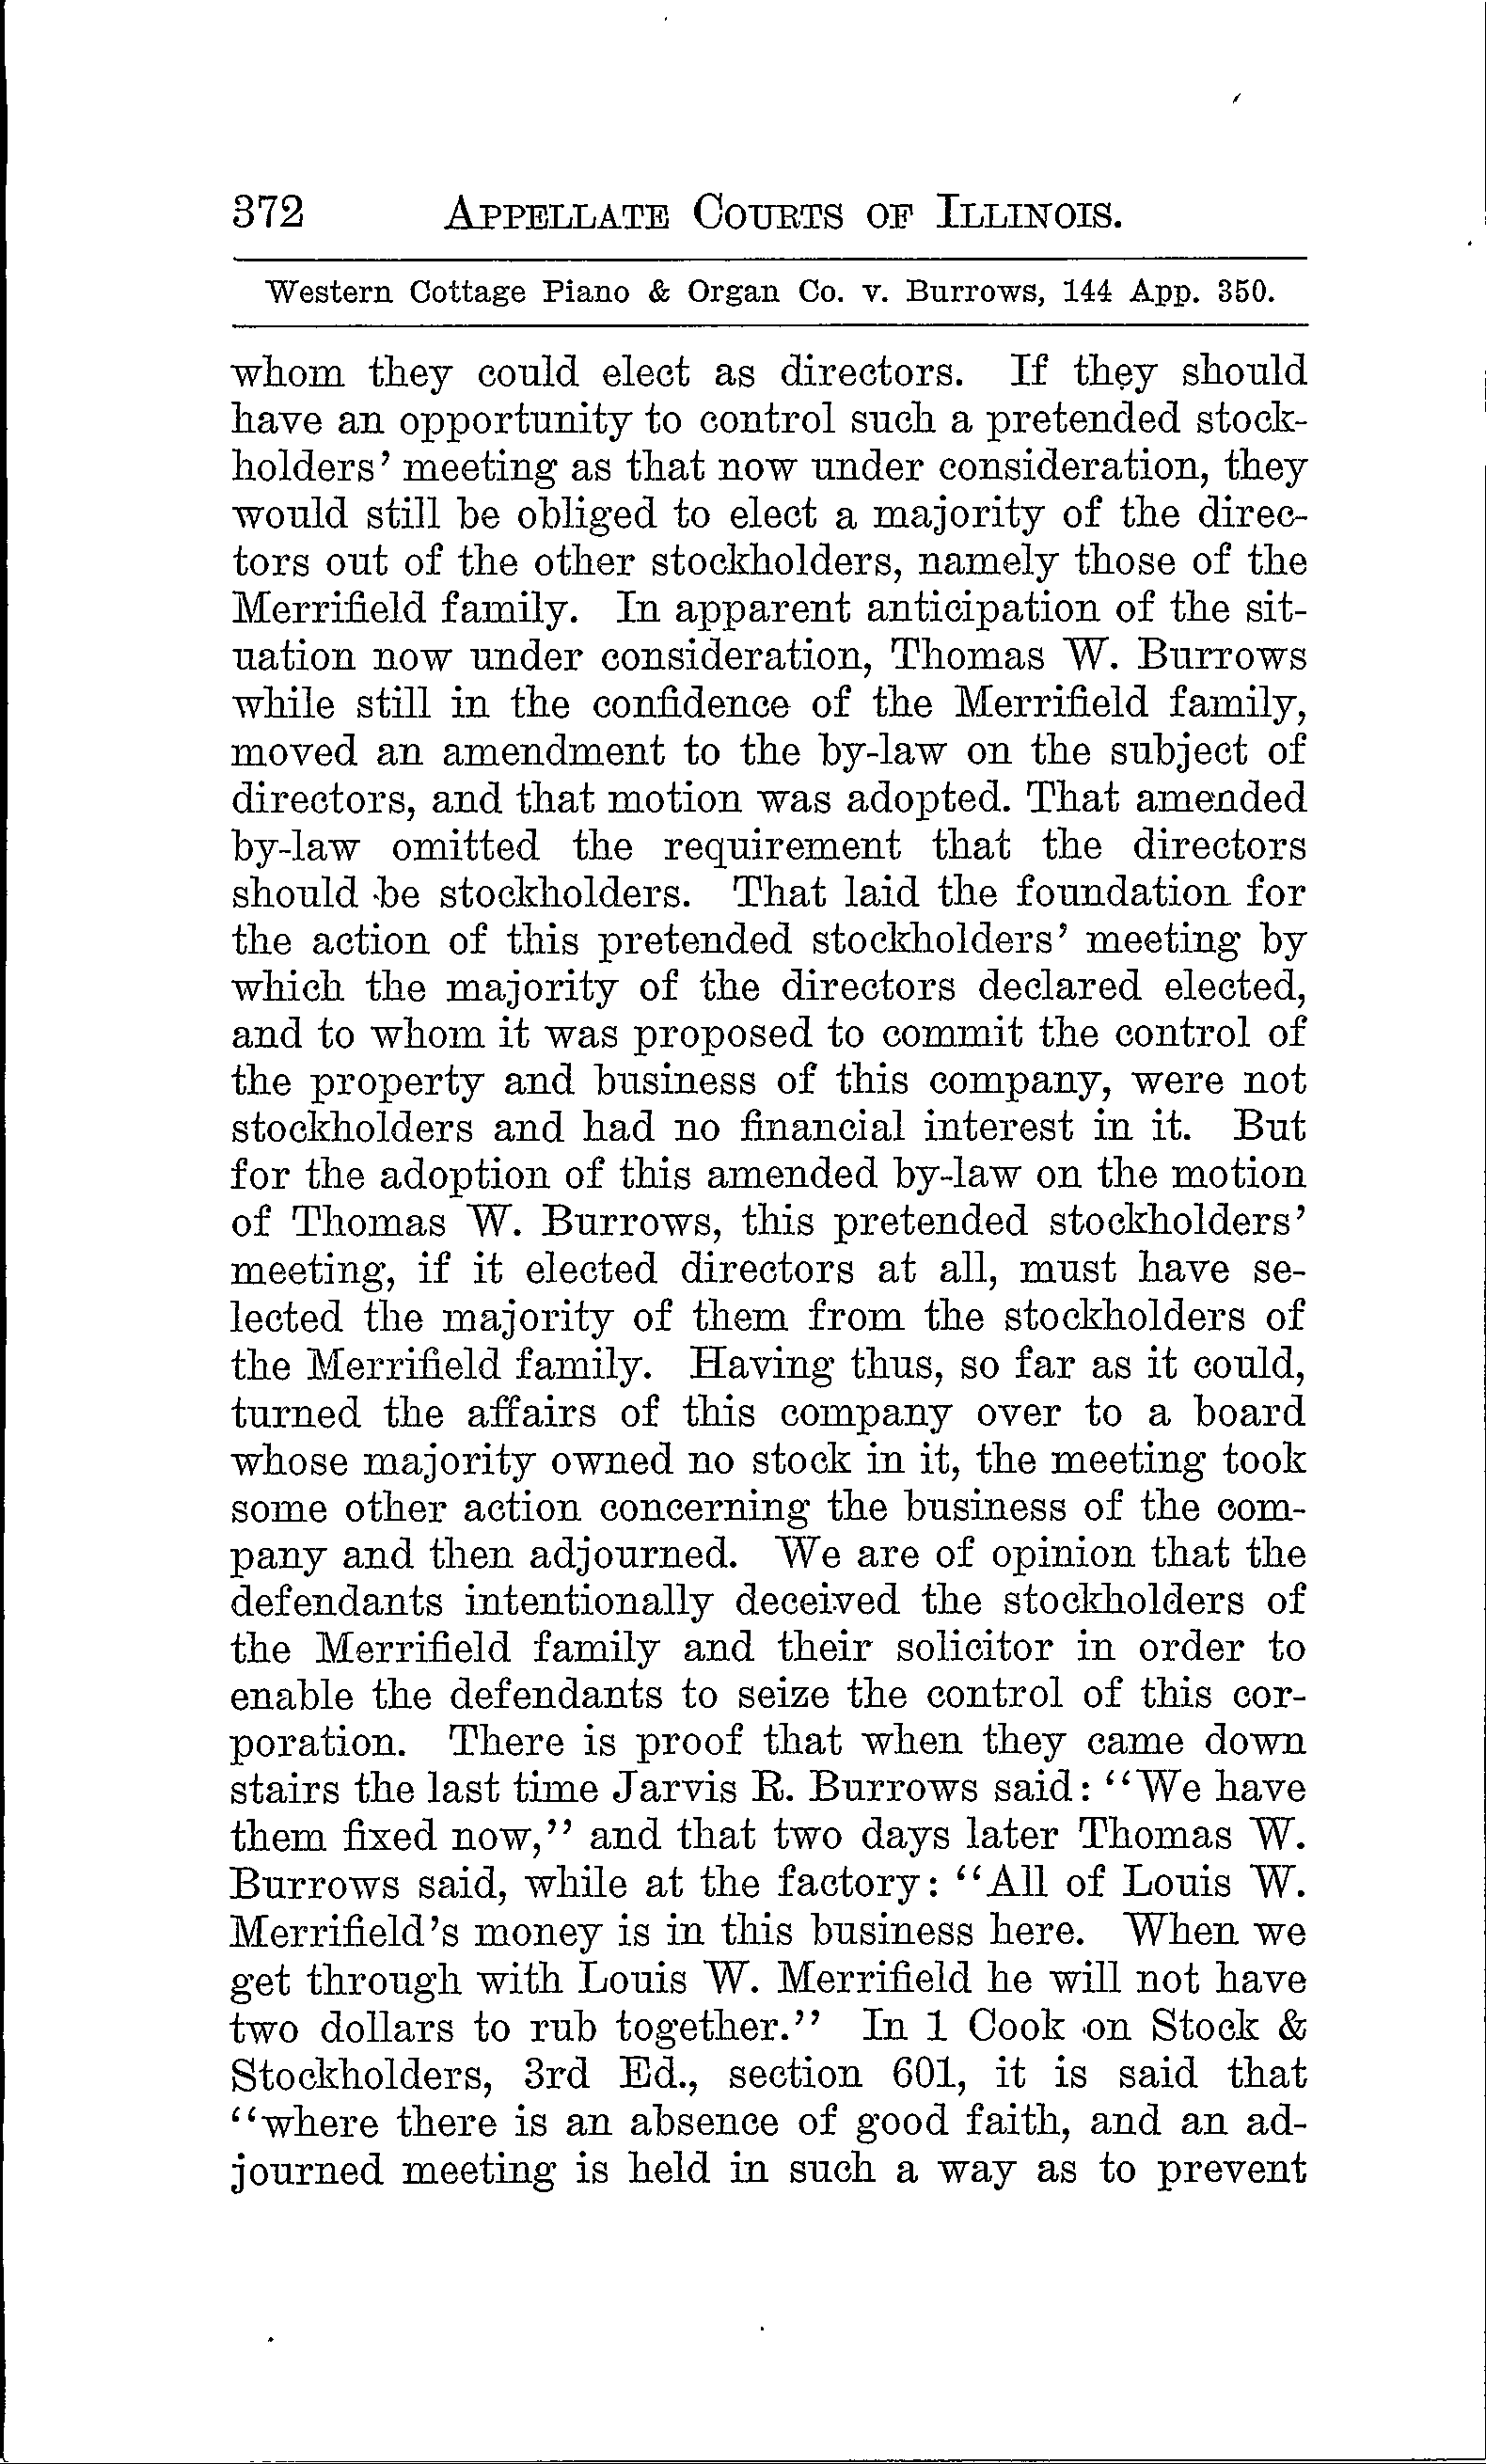 372 APPELLATE COURTS OF ILLINOIS.
Western Cottage Piano & Organ Co. v. Burrows, 144 App. 350.
whom they could elect as directors. If they should
have an opportunity to control such a pretended stock-
holders' meeting as that now under consideration, they
would still be obliged to elect a majority of the direc-
tors out of the other stockholders, namely those of the
Merrifield family. In apparent anticipation of the sit-
uation now under consideration, Thomas W. Burrows
while still in the confidence of the Merrifield family,
moved an amendment to the by-law on the subject of
directors, and that motion was adopted. That amended
by-law omitted the requirement that the directors
should be stockholders. That laid the foundation for
the action of this pretended stockholders' meeting by
which the majority of the directors declared elected,
and to whom it was proposed to commit the control of
the property and business of this company, were not
stockholders and had no financial interest in it. But
for the adoption of this amended by-law on the motion
of Thomas W. Burrows, this pretended stockholders'
meeting, if it elected directors at all, must have se-
lected the majority of them from the stockholders of
the Merrifield family. Having thus, so far as it could,
turned the affairs of this company over to a board
whose majority owned no stock in it, the meeting took
some other action concerning the business of the com-
pany and then adjourned. We are of opinion that the
defendants intentionally deceived the stockholders of
the Merrifield family and their solicitor in order to
enable the defendants to seize the control of this cor-
poration. There is proof that when they came down
stairs the last time Jarvis R. Burrows said: "We have
them fixed now," and that two days later Thomas W.
Burrows said, while at the factory: "All of Louis W.
Merrifield's money is in this business here. When we
get through with Louis W. Merrifield he will not have
two dollars to rub together." In 1 Cook on Stock &
Stockholders, 3rd Ed., section 601, it is said that
"where there is an absence of good faith, and an ad-
journed meeting is held in such a way as to prevent